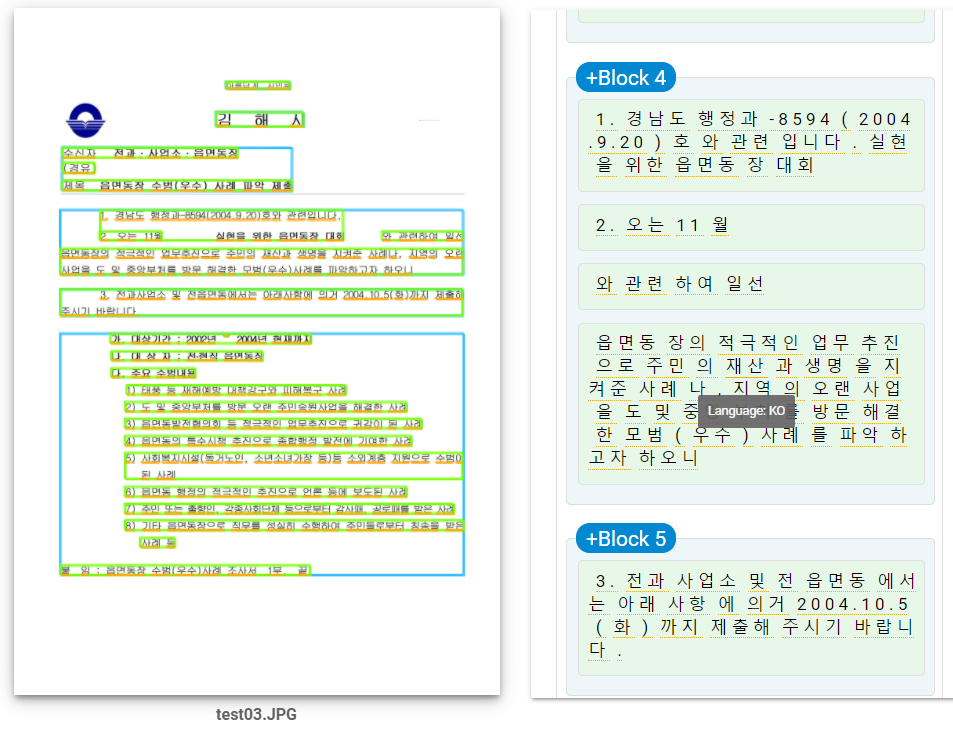 김 해 시
수신자 전과 · 사업소 · 읍면동장
(경유)
제목 읍면동장 수범(우수) 사례 파악 제출
1. 경남도 행정과-8594(2004.9.20)호와 관련입니다.
2. 오는 11월 실현을 위한 읍면동장 대회 와 관련하여 일선
읍면동장의 적극적인 업무추진으로 주민의 재산과 생명을 지켜준 사례나, 지역의 오랜
사업을 도 및 중앙부처를 방문 해결한 모범(우수)사례를 파악하고자 하오니
3. 전과사업소 및 전읍면동에서는 아래사항에 의거 2004.10.5(화)까지 제출해
주시기 바랍니다
가. 대상기간 : 2002년 ~ 2004년 현재까지
나. 대 상 자 : 전·현직 읍면동장
다. 주요 수범내용
1) 태풍 등 재해예방 대책강구와 피해복구 사례
2) 도 및 중앙부처를 방문 오랜 주민숙원사업을 해결한 사례
3) 읍면동발전협의회 등 적극적인 업무추진으로 귀감이 된 사례
4) 읍면동의 특수시책 추진으로 종합행정 발전에 기여한 사례
5) 사회복지시설(독거노인, 소년소녀가장 등)등 소외계층 지원으로 수범이
된 사례
6) 읍면동 행정의 적극적인 추진으로 언론 등에 보도된 사례
7) 주민 또는 출향인, 각종사회단체 등으로부터 감사패, 공로패를 받은 사례
8) 기타 읍면동장으로 직무를 성실히 수행하여 주민들로부터 칭송을 받은
사례 등
붙 임 : 읍면동장 수범(우수)사례 조사서 1부. 끝
test03.JPG
+Block 4
1. 경남도 행정과 -8594 ( 2004
.9.20 ) 호 와 관련 입니다 . 실현
을 위한 읍면동 장 대회
2. 오는 11 월
와 관련 하여 일선
읍면동 장의 적극적인 업무 추진
으로 주민 의 재산 과 생명 을 지
켜준 사례 나 , 지역 의 오랜 사업
을 도 및 중 를 방문 해결
Language: KO
한 모범 ( 우수 ) 사례 를 파악 하
고자 하오니
+Block 5
3. 전과 사업소 및 전 읍면동 에서
는 아래 사항 에 의거 2004.10.5
( 화 ) 까지 제출해 주시기 바랍니
다 .